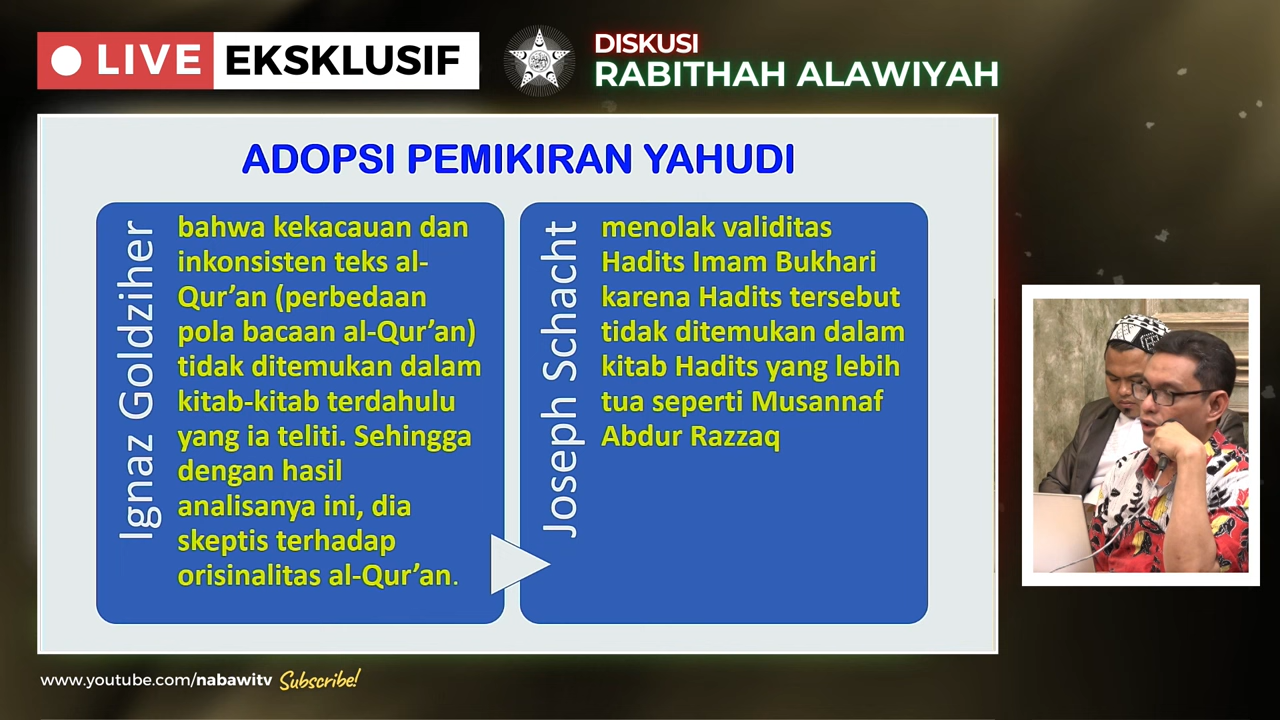 LIVE EKSKLUSIF
DISKUSI
RABITHAH ALAWIYAH
ADOPSI PEMIKIRAN YAHUDI
Ignaz Goldziher
bahwa kekacauan dan
inkonsisten teks al-
Qur’an (perbedaan
pola bacaan al-Qur’an)
tidak ditemukan dalam
kitab-kitab terdahulu
yang ia teliti. Sehingga
dengan hasil
analisanya ini, dia
skeptis terhadap
orisinalitas al-Qur’an.
Joseph Schacht
menolak validitas
Hadits Imam Bukhari
karena Hadits tersebut
tidak ditemukan dalam
kitab Hadits yang lebih
tua seperti Musannaf
Abdur Razzaq
www.youtube.com/nabawitv Subscribe!